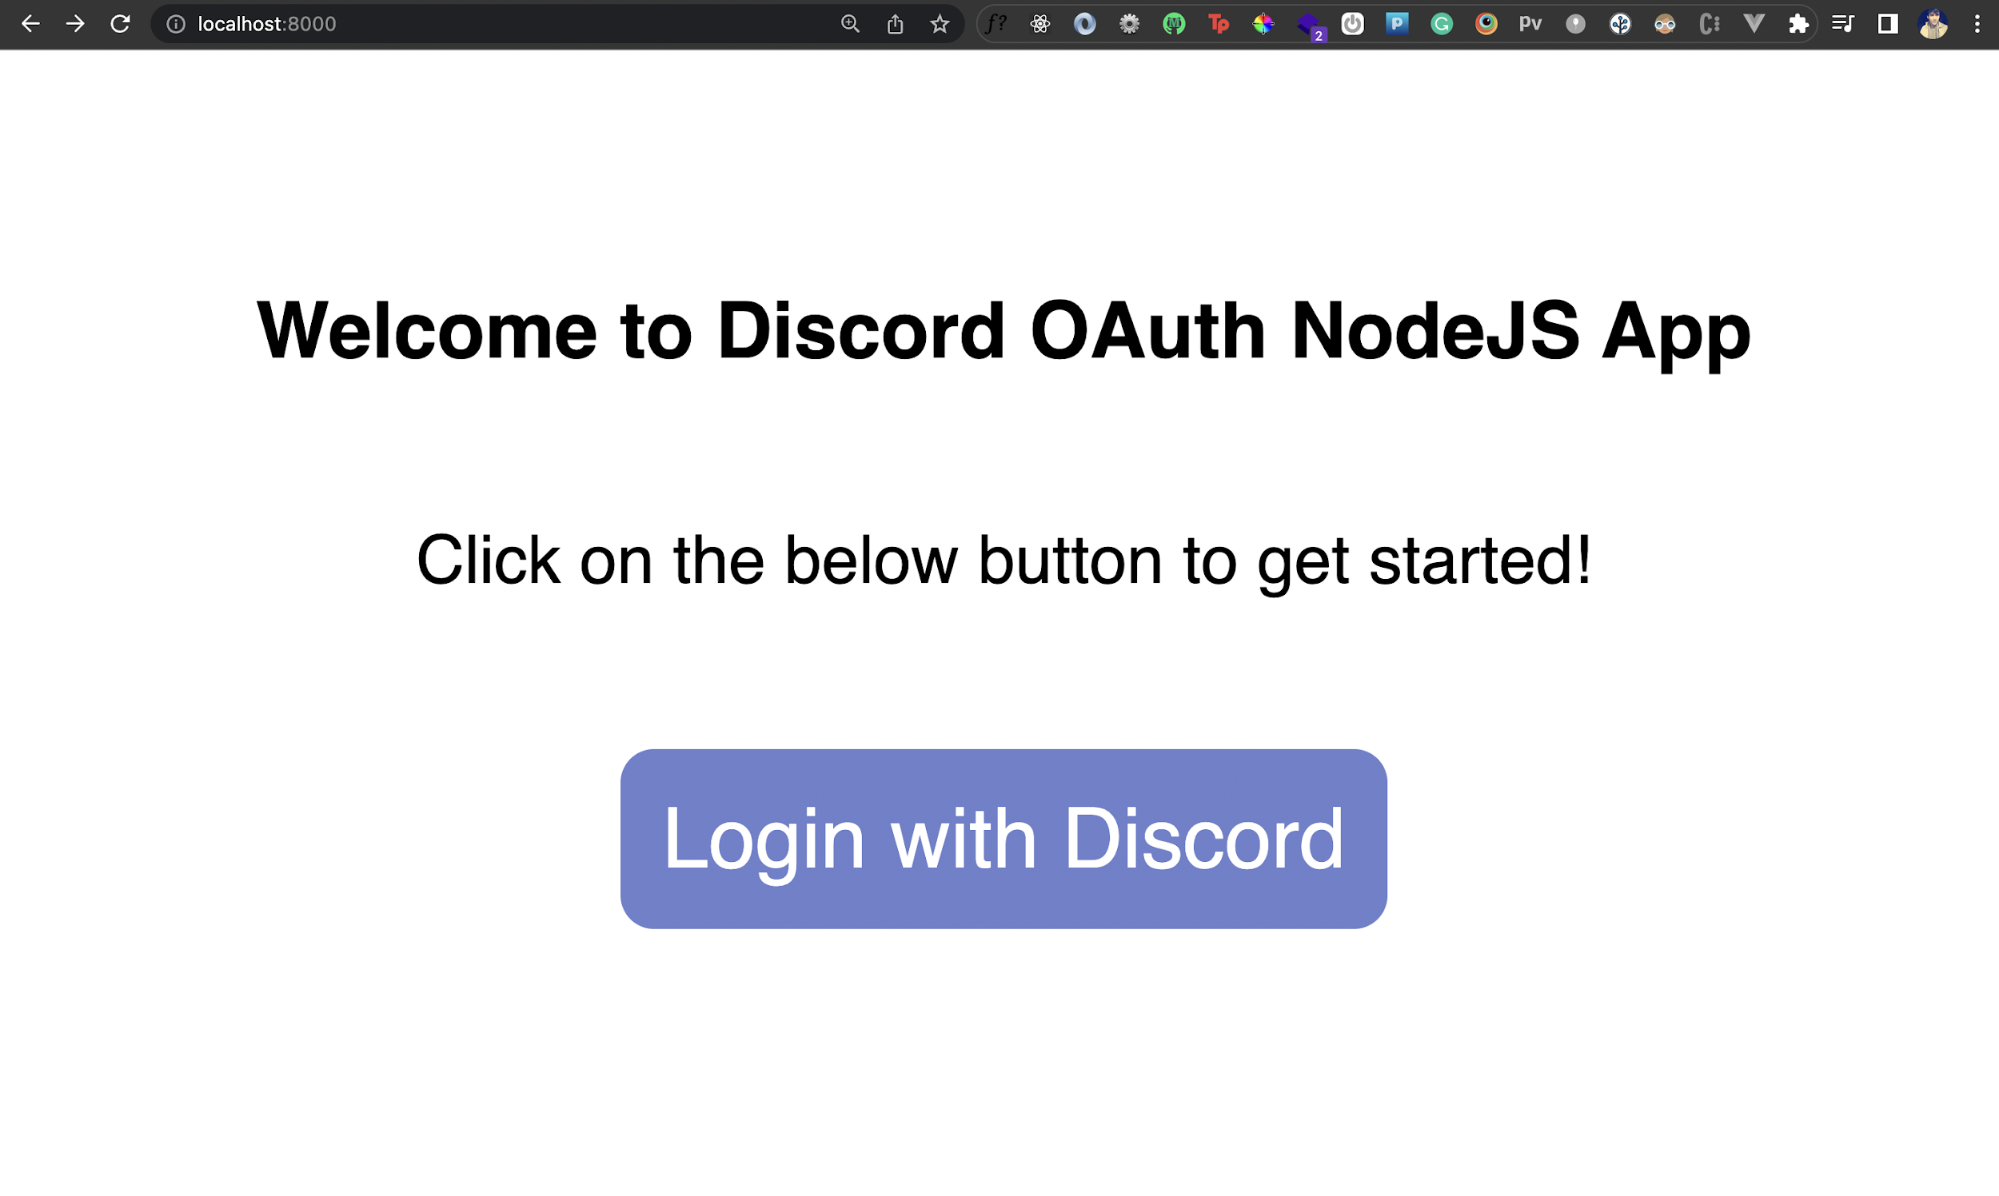 localhost:8000
f?
Tp
2
P
G
Pv
Welcome to Discord OAuth NodeJS App
Click on the below button to get started!
Login with Discord